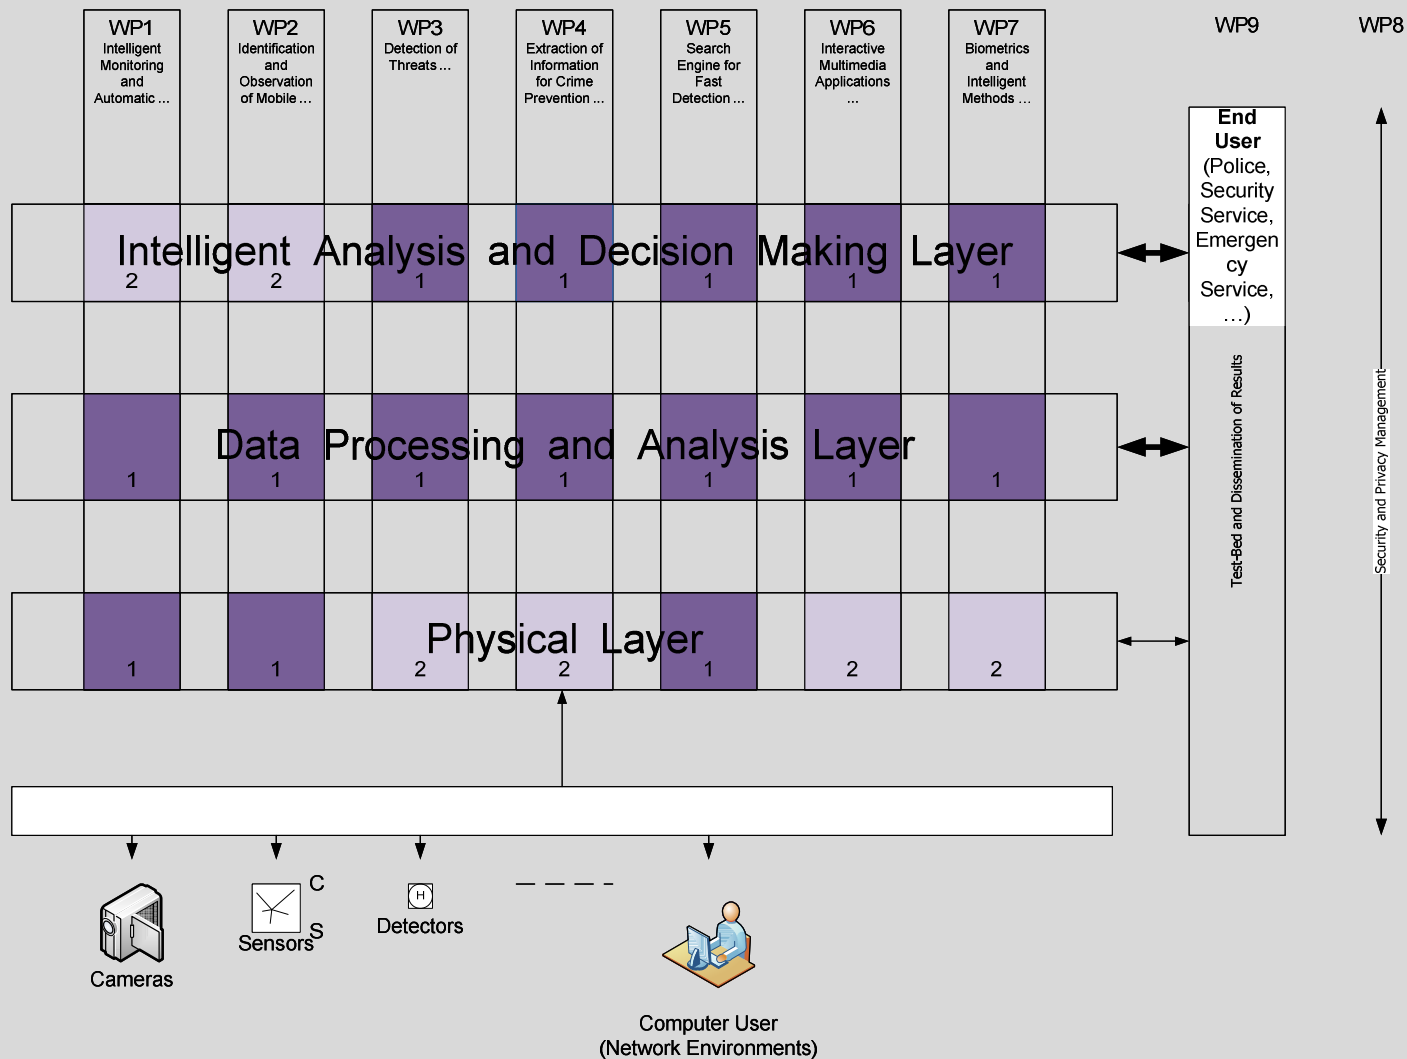 WP1
Intelligent
Monitoring
and
Automatic ...
WP2
Identification
and
Observation
of Mobile ...
WP3
Detection of
Threats ...
WP4
Extraction of
Information
for Crime
Prevention ...
WP5
Search
Engine for
Fast
Detection ...
WP6
Interactive
Multimedia
Applications
...
WP7
Biometrics
and
Intelligent
Methods ...
WP9
WP8
End
User
(Police,
Security
Service,
Emergen
cy
Service,
...)
Intelligent Analysis and Decision Making Layer
2 2 1 1 1 1 1
Data Processing and Analysis Layer
1 1 1 1 1 1 1
Physical Layer
1 1 2 2 1 2 2
Test-Bed and Dissemination of Results
Security and Privacy Management
Cameras
C
S
Sensors
H
Detectors
Computer User
(Network Environments)